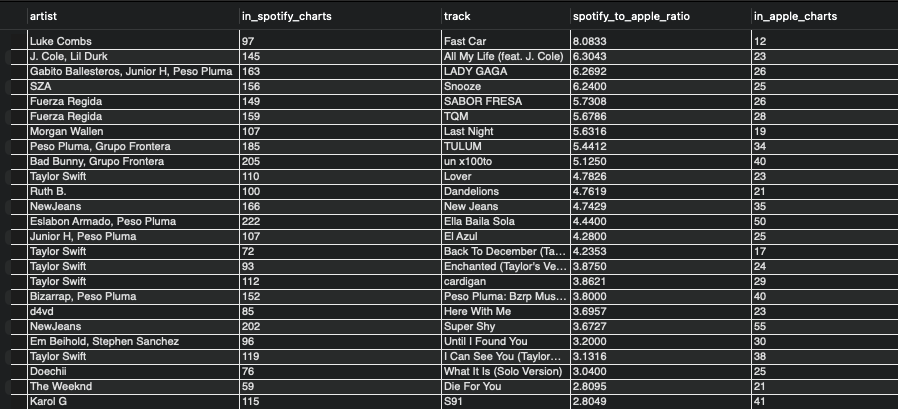 artist in_spotify_charts track spotify_to_apple_ratio in_apple_charts
Luke Combs 97 Fast Car 8.0833 12
J. Cole, Lil Durk 145 All My Life (feat. J. Cole) 6.3043 23
Gabito Ballesteros, Junior H, Peso Pluma 163 LADY GAGA 6.2692 26
SZA 156 Snooze 6.2400 25
Fuerza Regida 149 SABOR FRESA 5.7308 26
Fuerza Regida 159 TQM 5.6786 28
Morgan Wallen 107 Last Night 5.6316 19
Peso Pluma, Grupo Frontera 185 TULUM 5.4412 34
Bad Bunny, Grupo Frontera 205 un x100to 5.1250 40
Taylor Swift 110 Lover 4.7826 23
Ruth B. 100 Dandelions 4.7619 21
NewJeans 166 New Jeans 4.7429 35
Eslabon Armado, Peso Pluma 222 Ella Baila Sola 4.4400 50
Junior H, Peso Pluma 107 El Azul 4.2800 25
Taylor Swift 72 Back To December (Ta... 4.2353 17
Taylor Swift 93 Enchanted (Taylor's Ve... 3.8750 24
Taylor Swift 112 cardigan 3.8621 29
Bizarrap, Peso Pluma 152 Peso Pluma: Bzrp Mus... 3.8000 40
d4vd 85 Here With Me 3.6957 23
NewJeans 202 Super Shy 3.6727 55
Em Beihold, Stephen Sanchez 96 Until I Found You 3.2000 30
Taylor Swift 119 I Can See You (Taylor... 3.1316 38
Doechii 76 What It Is (Solo Version) 3.0400 25
The Weeknd 59 Die For You 2.8095 21
Karol G 115 S91 2.8049 41